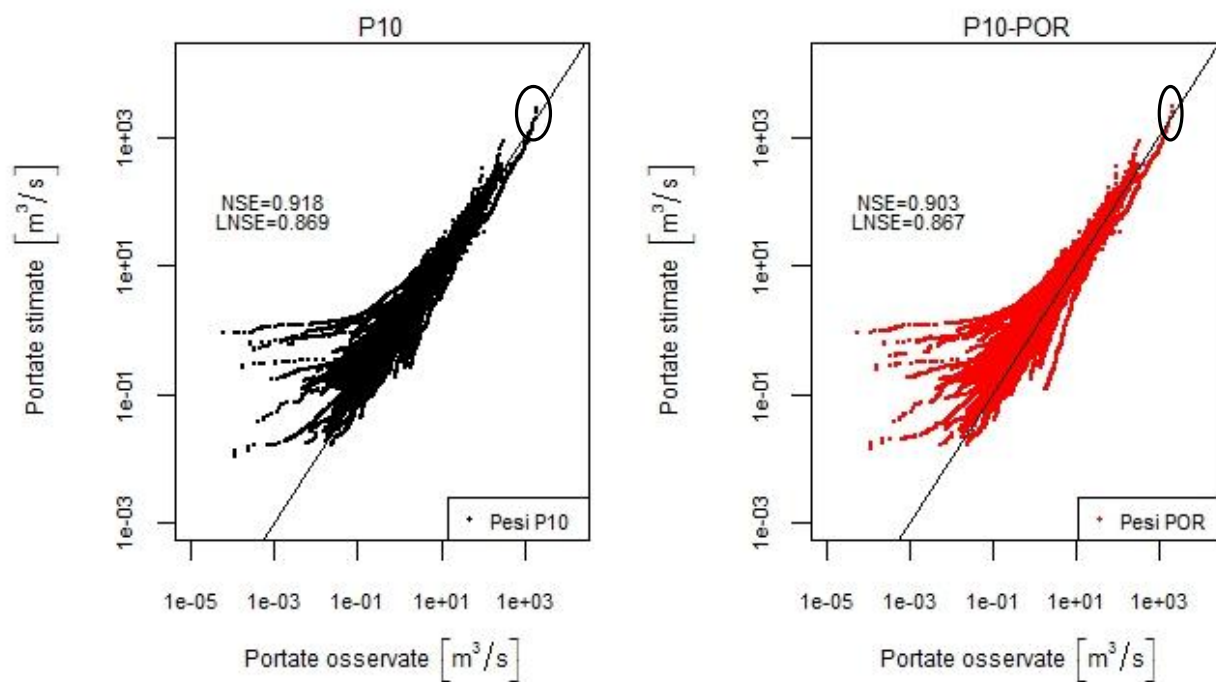 P10
Portate stimate [m³/s]
1e+03
1e+01
1e-01
1e-03
NSE=0.918
LNSE=0.869
Pesi P10
1e-05 1e-03 1e-01 1e+01 1e+03
Portate osservate [m³/s]
P10-POR
Portate stimate [m³/s]
1e+03
1e+01
1e-01
1e-03
NSE=0.903
LNSE=0.867
Pesi POR
1e-05 1e-03 1e-01 1e+01 1e+03
Portate osservate [m³/s]